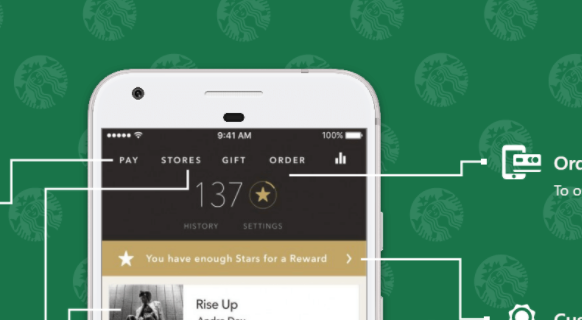 9:41 AM 100%
PAY STORES GIFT ORDER
137
HISTORY SETTINGS
You have enough Stars for a Reward
Ord
To o
Rise Up
Andra Day
Cus